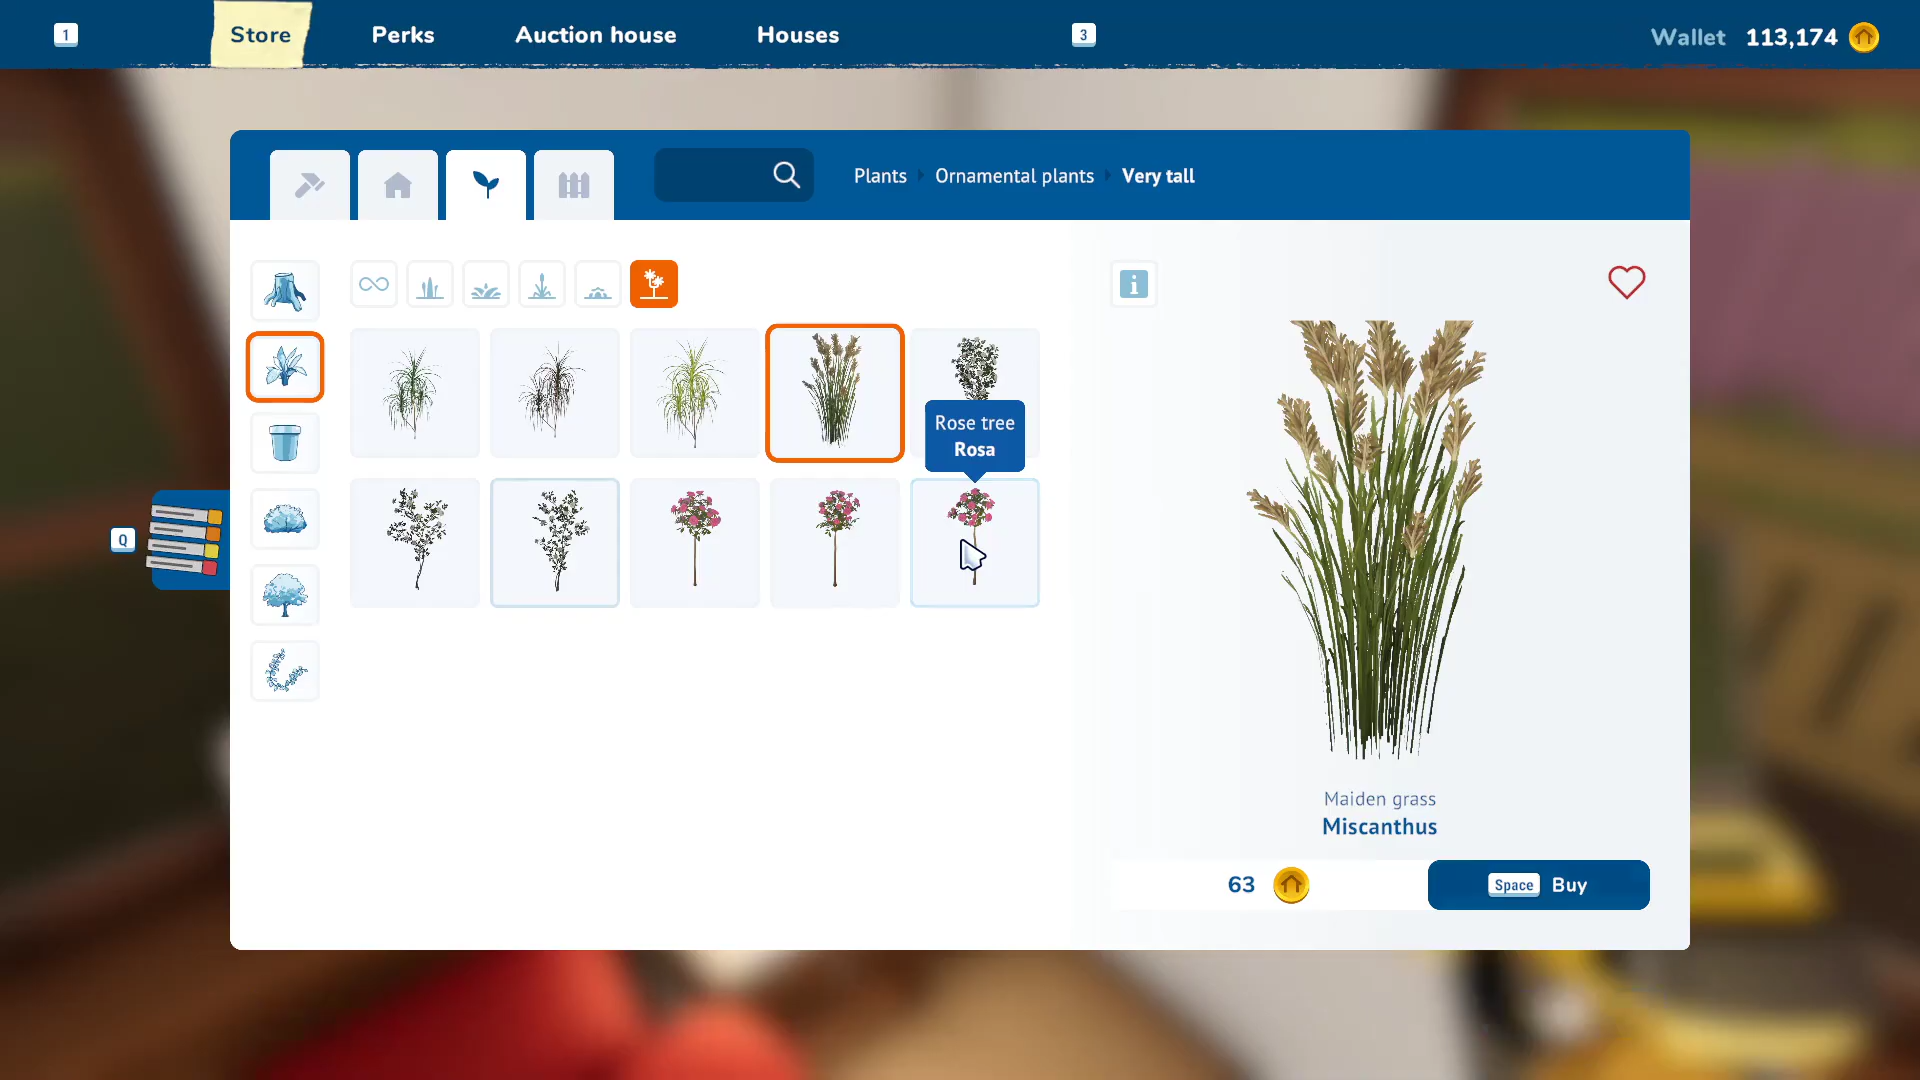 1
Store
Perks
Auction house
Houses
3
Wallet 113,174
Plants
Ornamental plants
Very tall
i
Rose tree
Rosa
Q
Maiden grass
Miscanthus
63
Space Buy